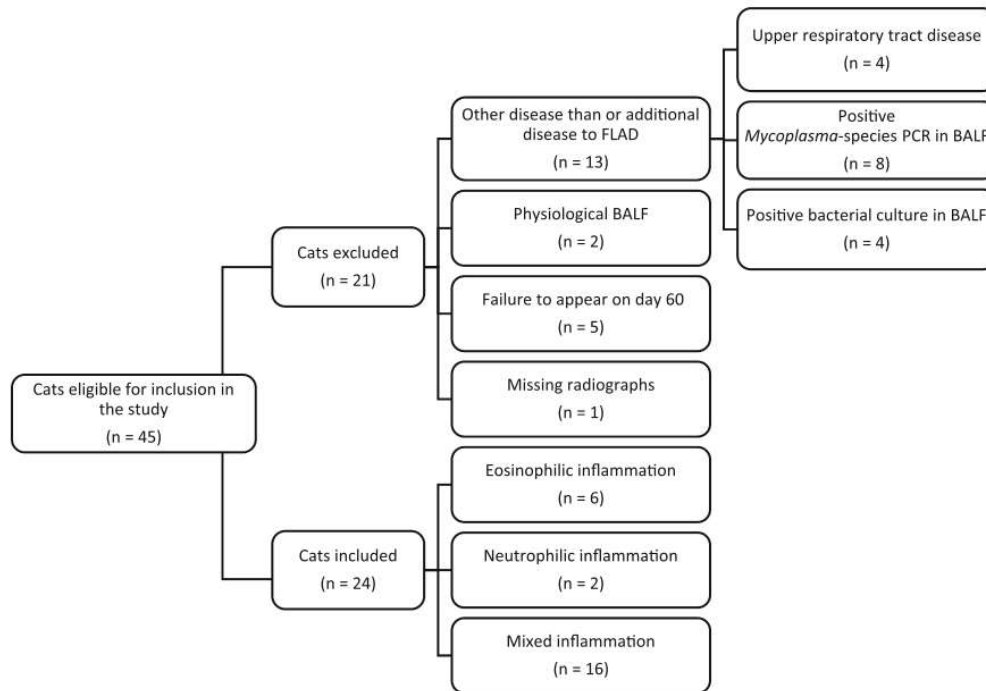 Cats eligible for inclusion in
the study
(n = 45)
Cats excluded
(n = 21)
Other disease than or additional
disease to FLAD
(n = 13)
Upper respiratory tract disease
(n = 4)
Positive
Mycoplasma-species PCR in BALF
(n = 8)
Positive bacterial culture in BALF
(n = 4)
Physiological BALF
(n = 2)
Failure to appear on day 60
(n = 5)
Missing radiographs
(n = 1)
Cats included
(n = 24)
Eosinophilic inflammation
(n = 6)
Neutrophilic inflammation
(n = 2)
Mixed inflammation
(n = 16)